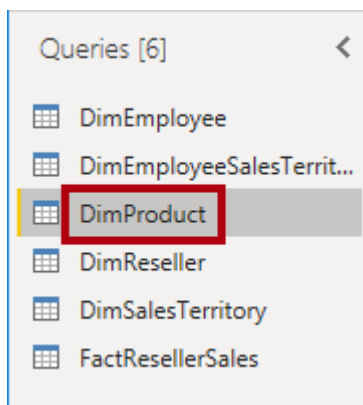 Queries [6]
DimEmployee
DimEmployeeSalesTerrit...
DimProduct
DimReseller
DimSalesTerritory
FactResellerSales